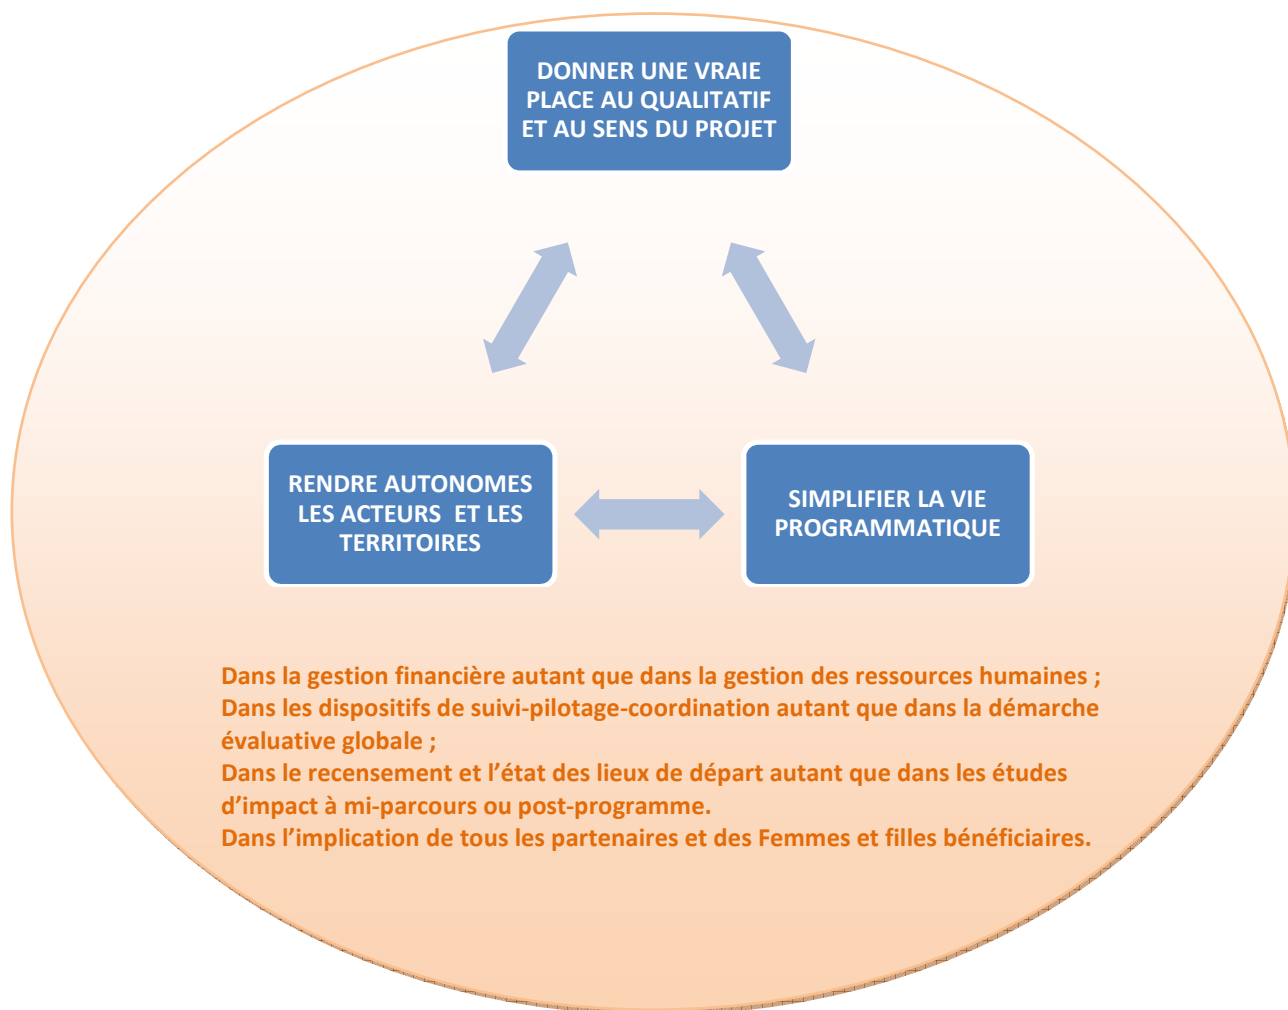 DONNER UNE VRAIE
PLACE AU QUALITATIF
ET AU SENS DU PROJET
RENDRE AUTONOMES
LES ACTEURS  ET LES
TERRITOIRES
SIMPLIFIER LA VIE
PROGRAMMATIQUE
Dans la gestion financière autant que dans la gestion des ressources humaines ;
Dans les dispositifs de suivi-pilotage-coordination autant que dans la démarche
évaluative globale ;
Dans le recensement et l’état des lieux de départ autant que dans les études
d’impact à mi-parcours ou post-programme.
Dans l’implication de tous les partenaires et des Femmes et filles bénéficiaires.